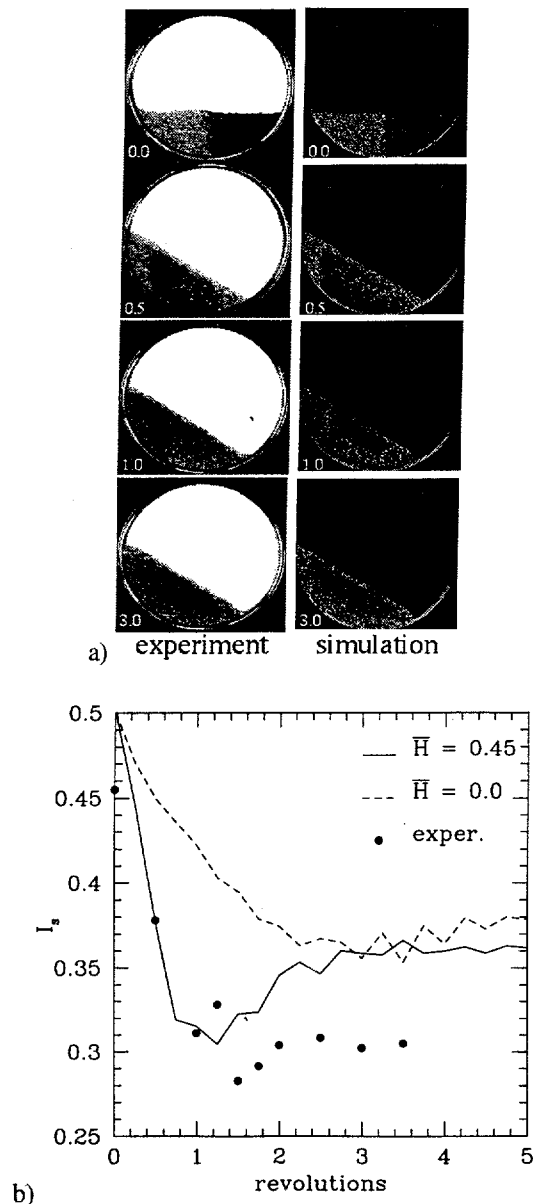 0.0 0.0
0.5 0.5
1.0 1.0
3.0 3.0
a) experiment simulation
0.5
0.45
0.4
0.35
0.3
0.25
I_s
H̅ = 0.45
H̅ = 0.0
exper.
0 1 2 3 4 5
revolutions
b)